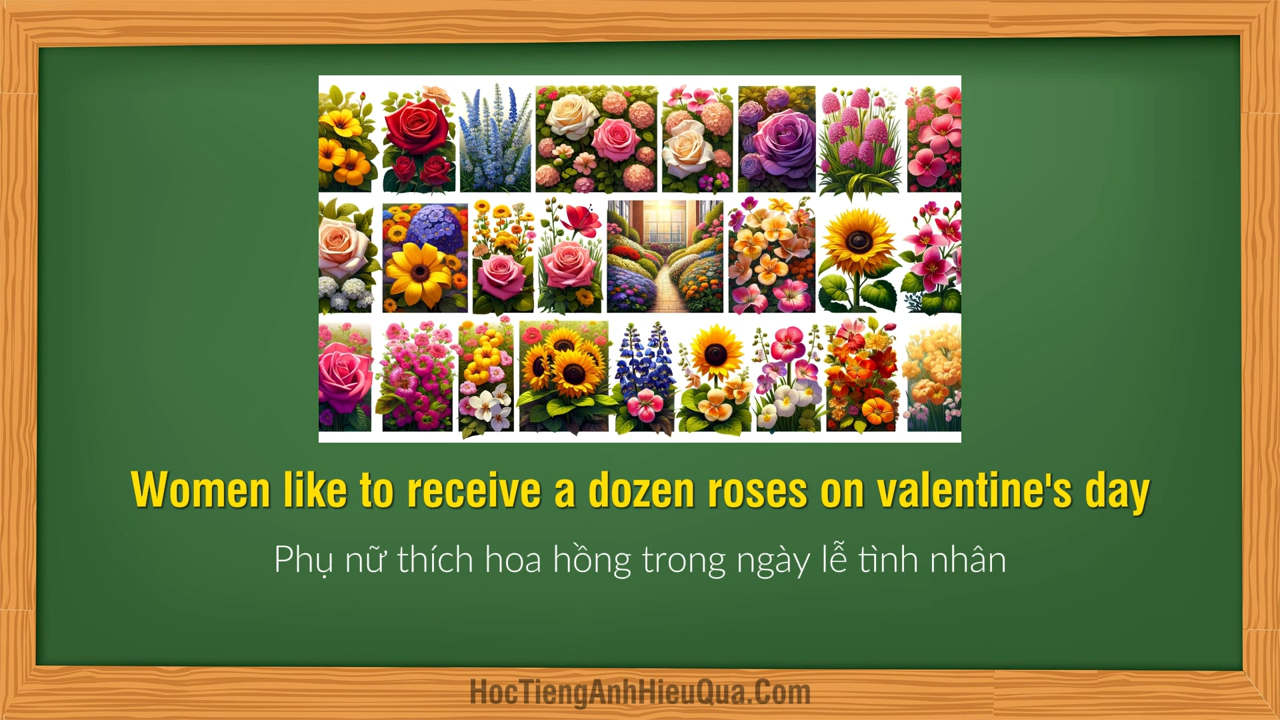 Women like to receive a dozen roses on valentine's day
Phụ nữ thích hoa hồng trong ngày lễ tình nhân
HocTiengAnhHieuQua.Com